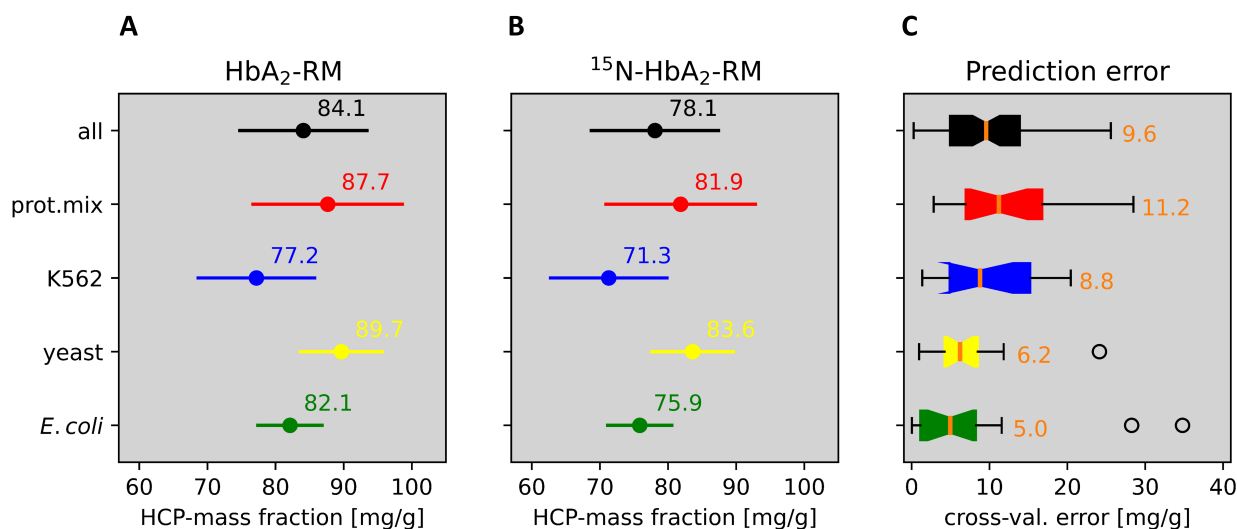 A
B
C
HbA₂-RM
¹⁵N-HbA₂-RM
Prediction error
all
prot.mix
K562
yeast
E. coli
84.1
87.7
77.2
89.7
82.1
60 70 80 90 100
HCP-mass fraction [mg/g]
78.1
81.9
71.3
83.6
75.9
60 70 80 90 100
HCP-mass fraction [mg/g]
9.6
11.2
8.8
6.2
5.0
0 10 20 30 40
cross-val. error [mg/g]